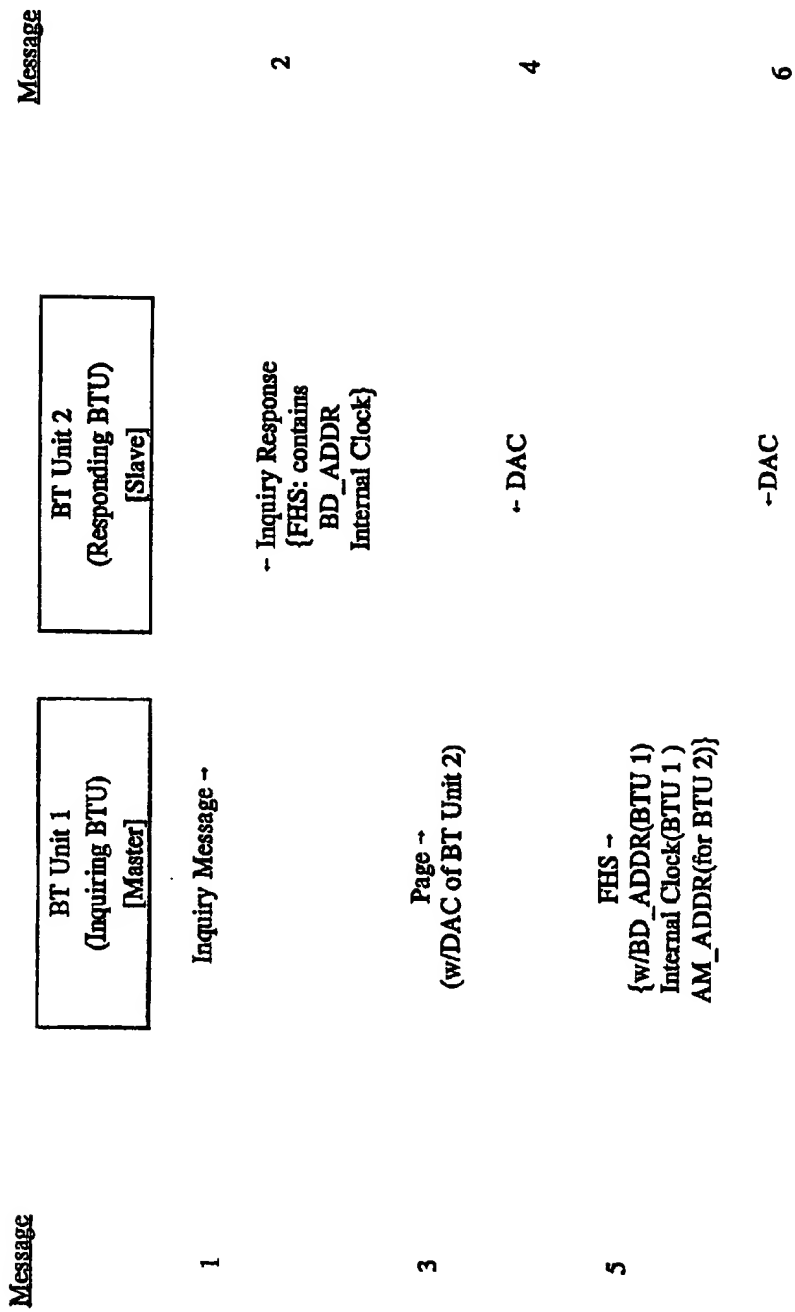 Message
Message
BT Unit 1
(Inquiring BTU)
[Master]
BT Unit 2
(Responding BTU)
[Slave]
1
Inquiry Message →
← Inquiry Response
{FHS: contains
BD_ADDR
Internal Clock}
2
3
Page →
(w/DAC of BT Unit 2)
← DAC
4
5
FHS →
{w/BD_ADDR(BTU 1)
Internal Clock(BTU 1 )
AM_ADDR(for BTU 2)}
←DAC
6